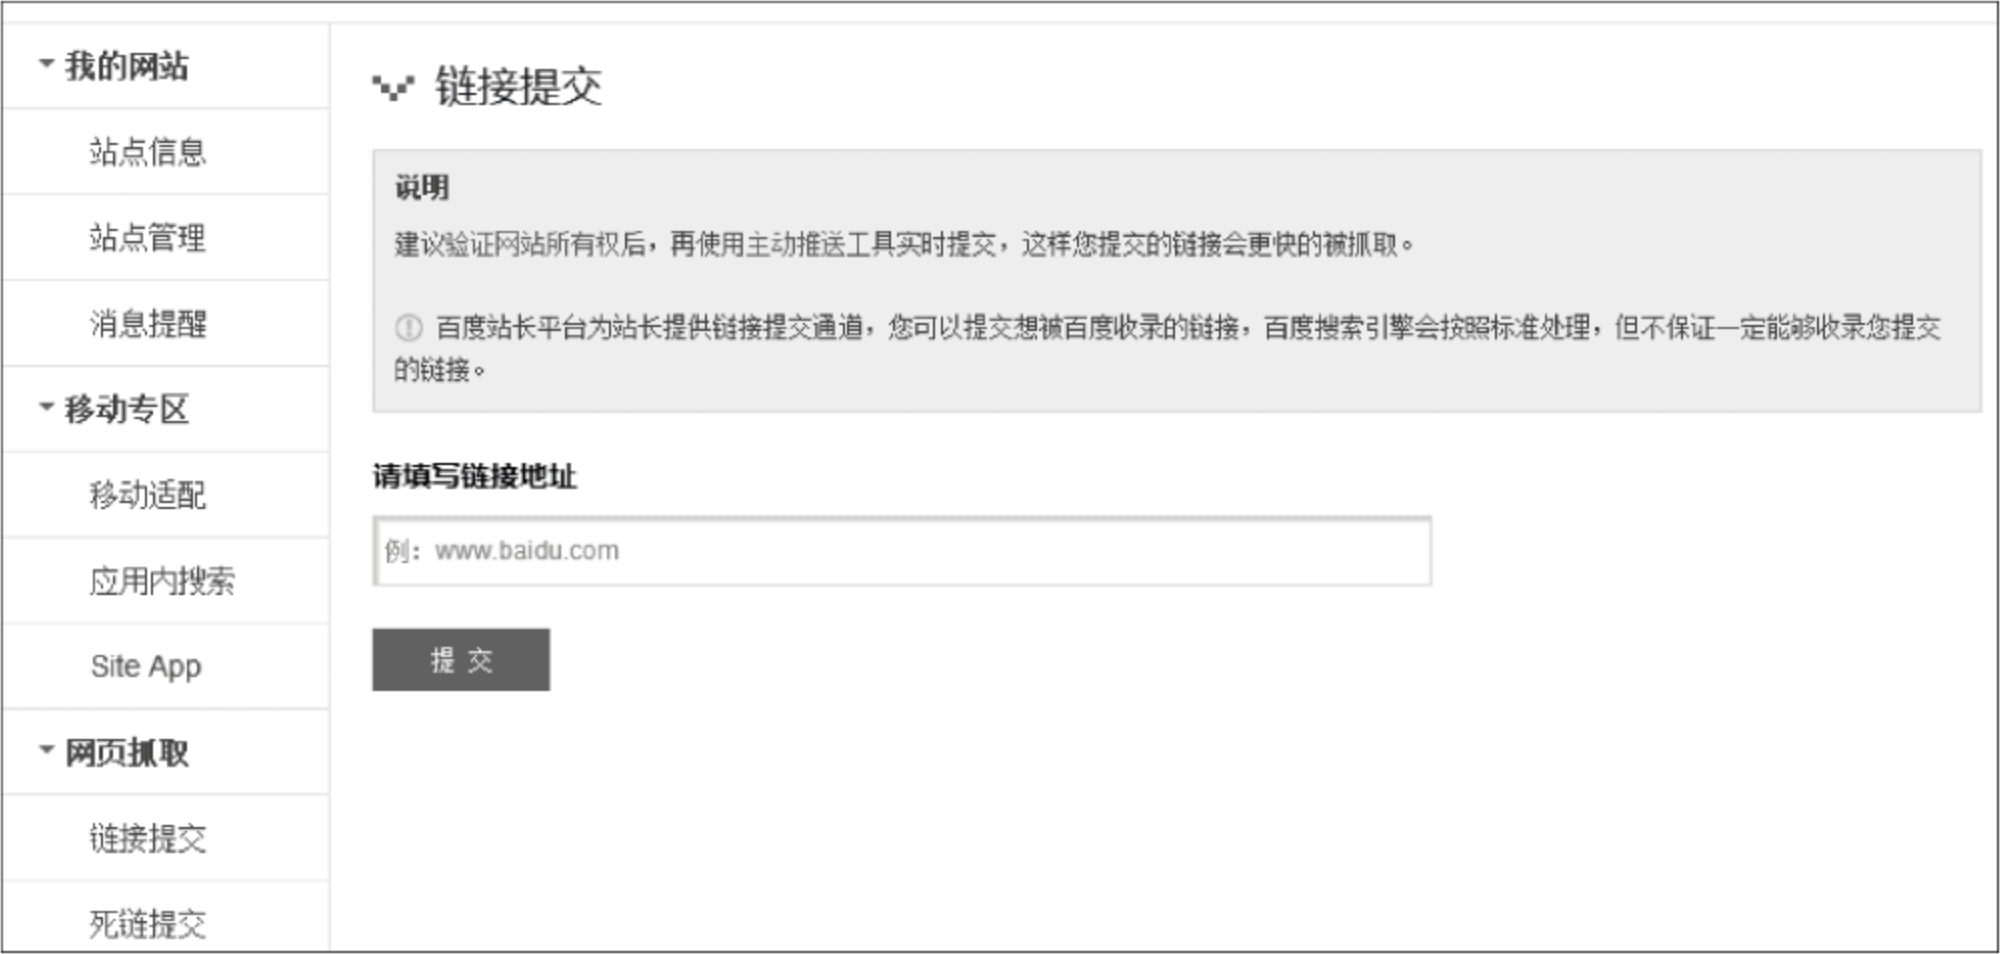 我的网站
站点信息
站点管理
消息提醒
移动专区
移动适配
应用内搜索
Site App
网页抓取
链接提交
死链提交
链接提交
说明
建议验证网站所有权后，再使用主动推送工具实时提交，这样您提交的链接会更快的被抓取。
百度站长平台为站长提供链接提交通道，您可以提交想被百度收录的链接，百度搜索引擎会按照标准处理，但不保证一定能够收录您提交
的链接。
请填写链接地址
例：www.baidu.com
提 交